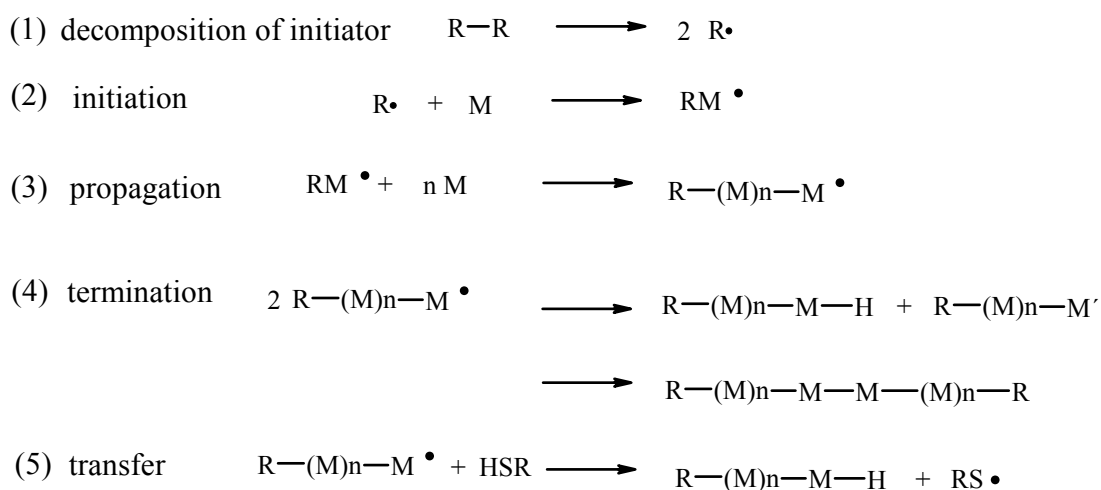 (1) decomposition of initiator R—R ⟶ 2 R•
(2) initiation R• + M ⟶ RM •
(3) propagation RM • + n M ⟶ R—(M)n—M •
(4) termination 2 R—(M)n—M • ⟶ R—(M)n—M—H + R—(M)n—M´
⟶ R—(M)n—M—M—(M)n—R
(5) transfer R—(M)n—M • + HSR ⟶ R—(M)n—M—H + RS •